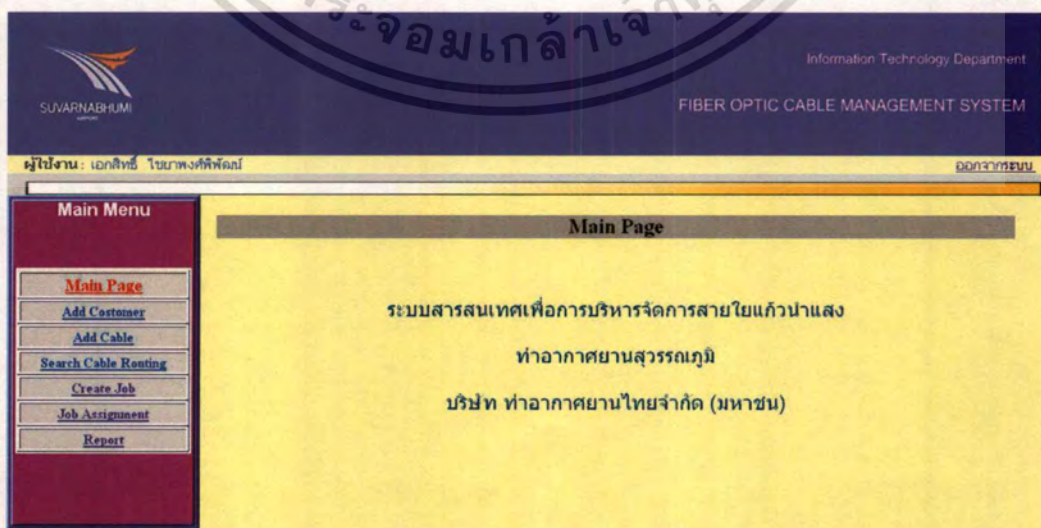 ระจอมเกล้าเจ้า
Information Technology Department
SUVARNABHUMI
AIRPORT
FIBER OPTIC CABLE MANAGEMENT SYSTEM
ผู้ใช้งาน : เอกสิทธิ์ ไชยาพงศ์พิพัฒน์
ออกจากระบบ
Main Menu
Main Page
Main Page
Add Costomer
Add Cable
Search Cable Routing
Create Job
Job Assignment
Report
ระบบสารสนเทศเพื่อการบริหารจัดการสายใยแก้วนำแสง
ท่าอากาศยานสุวรรณภูมิ
บริษัท ท่าอากาศยานไทยจำกัด (มหาชน)